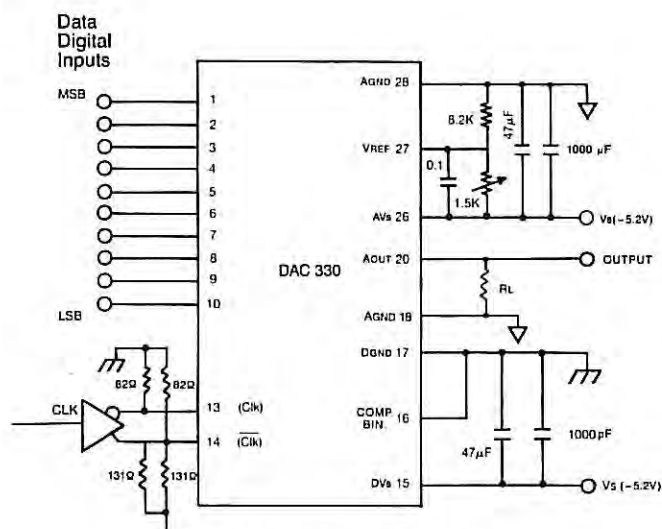 Data
Digital
Inputs
MSB
1
2
3
4
5
6
7
8
9
10
LSB
DAC 330
AGND 28
8.2K
47µF
1000 µF
VREF 27
0.1
1.5K
AVs 26
Vs(-5.2V)
AOUT 20
OUTPUT
RL
AGND 18
DGND 17
82Ω
82Ω
CLK
13 (Clk)
14 (Clk)
COMP. 16
BIN.
47µF
1000pF
131Ω
131Ω
DVs 15
Vs (-5.2V)